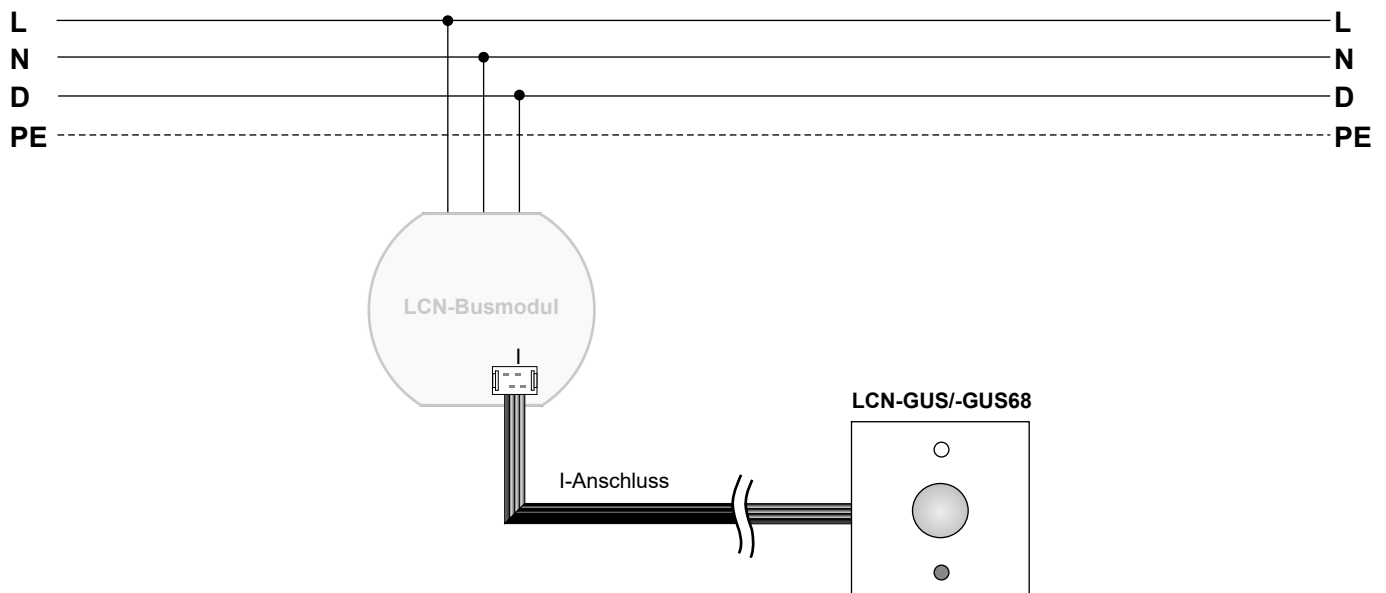 L L
N N
D D
PE PE
LCN-Busmodul
I
LCN-GUS/-GUS68
I-Anschluss